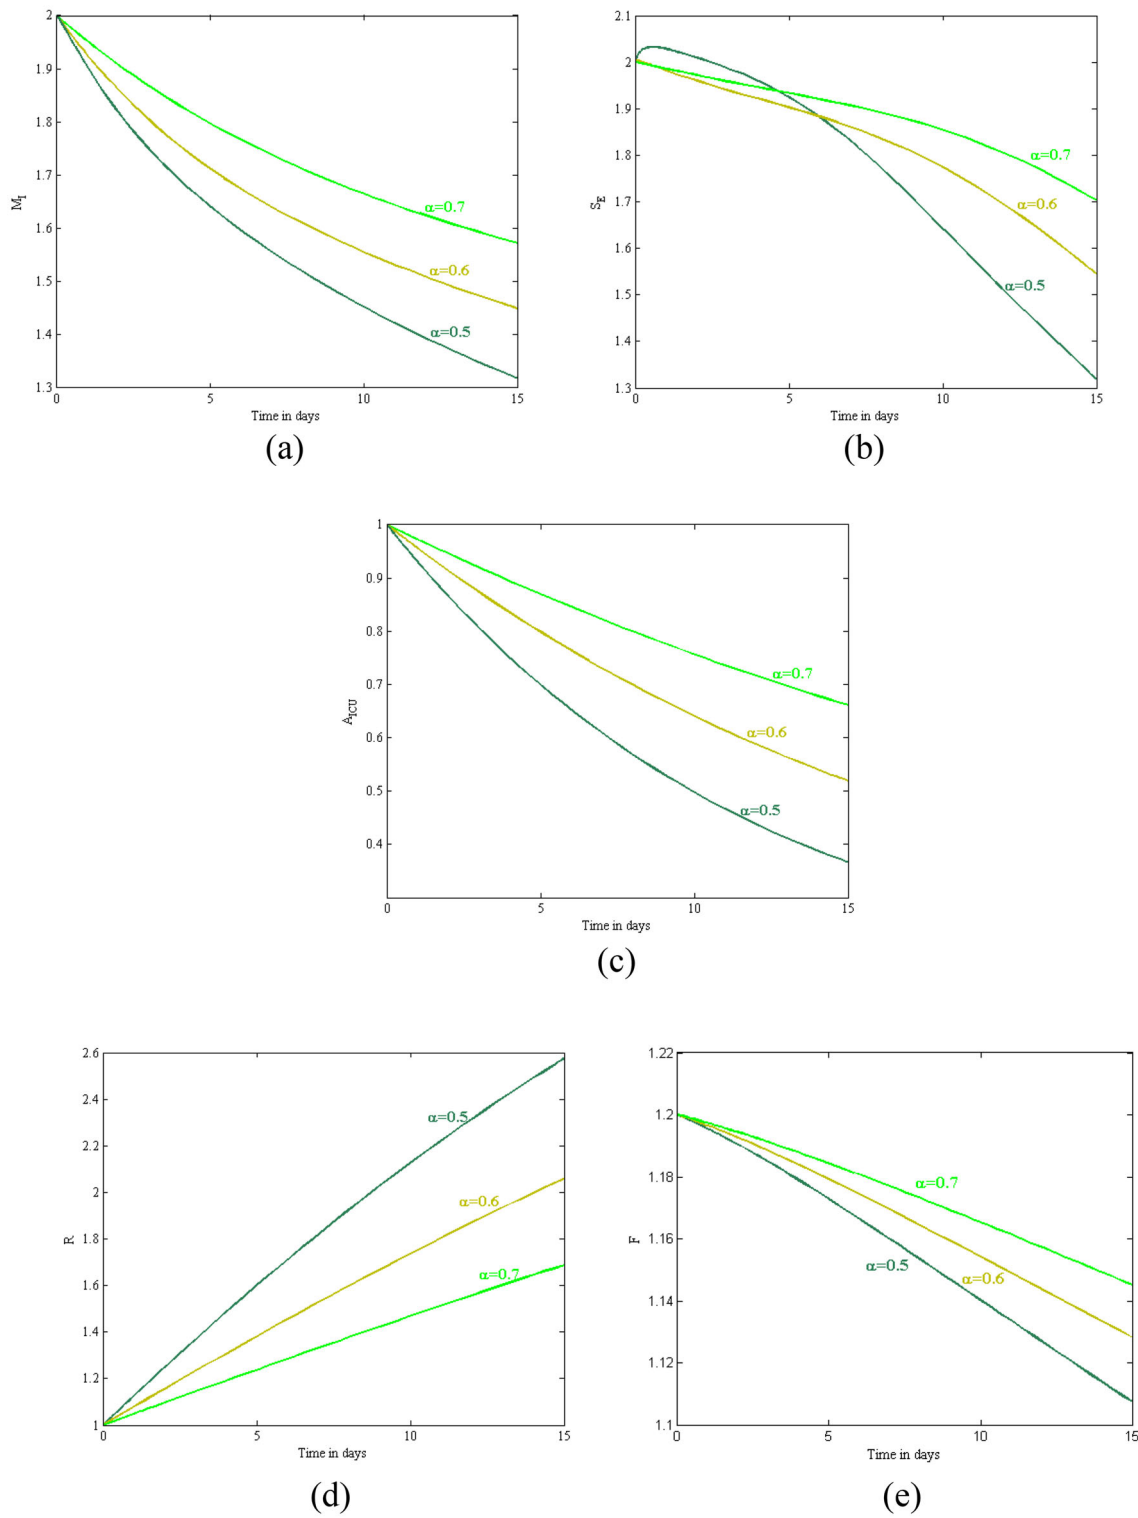 2
1.9
1.8
1.7
1.6
1.5
1.4
1.3
M_I
α=0.7
α=0.6
α=0.5
0 5 10 15
Time in days
(a)
2.1
2
1.9
1.8
1.7
1.6
1.5
1.4
1.3
S_E
α=0.7
α=0.6
α=0.5
0 5 10 15
Time in days
(b)
1
0.9
0.8
0.7
0.6
0.5
0.4
A_ICU
α=0.7
α=0.6
α=0.5
0 5 10 15
Time in days
(c)
2.6
2.4
2.2
2
1.8
1.6
1.4
1.2
1
R
α=0.5
α=0.6
α=0.7
0 5 10 15
Time in days
(d)
1.22
1.2
1.18
1.16
1.14
1.12
1.1
F
α=0.7
α=0.5
α=0.6
0 5 10 15
Time in days
(e)